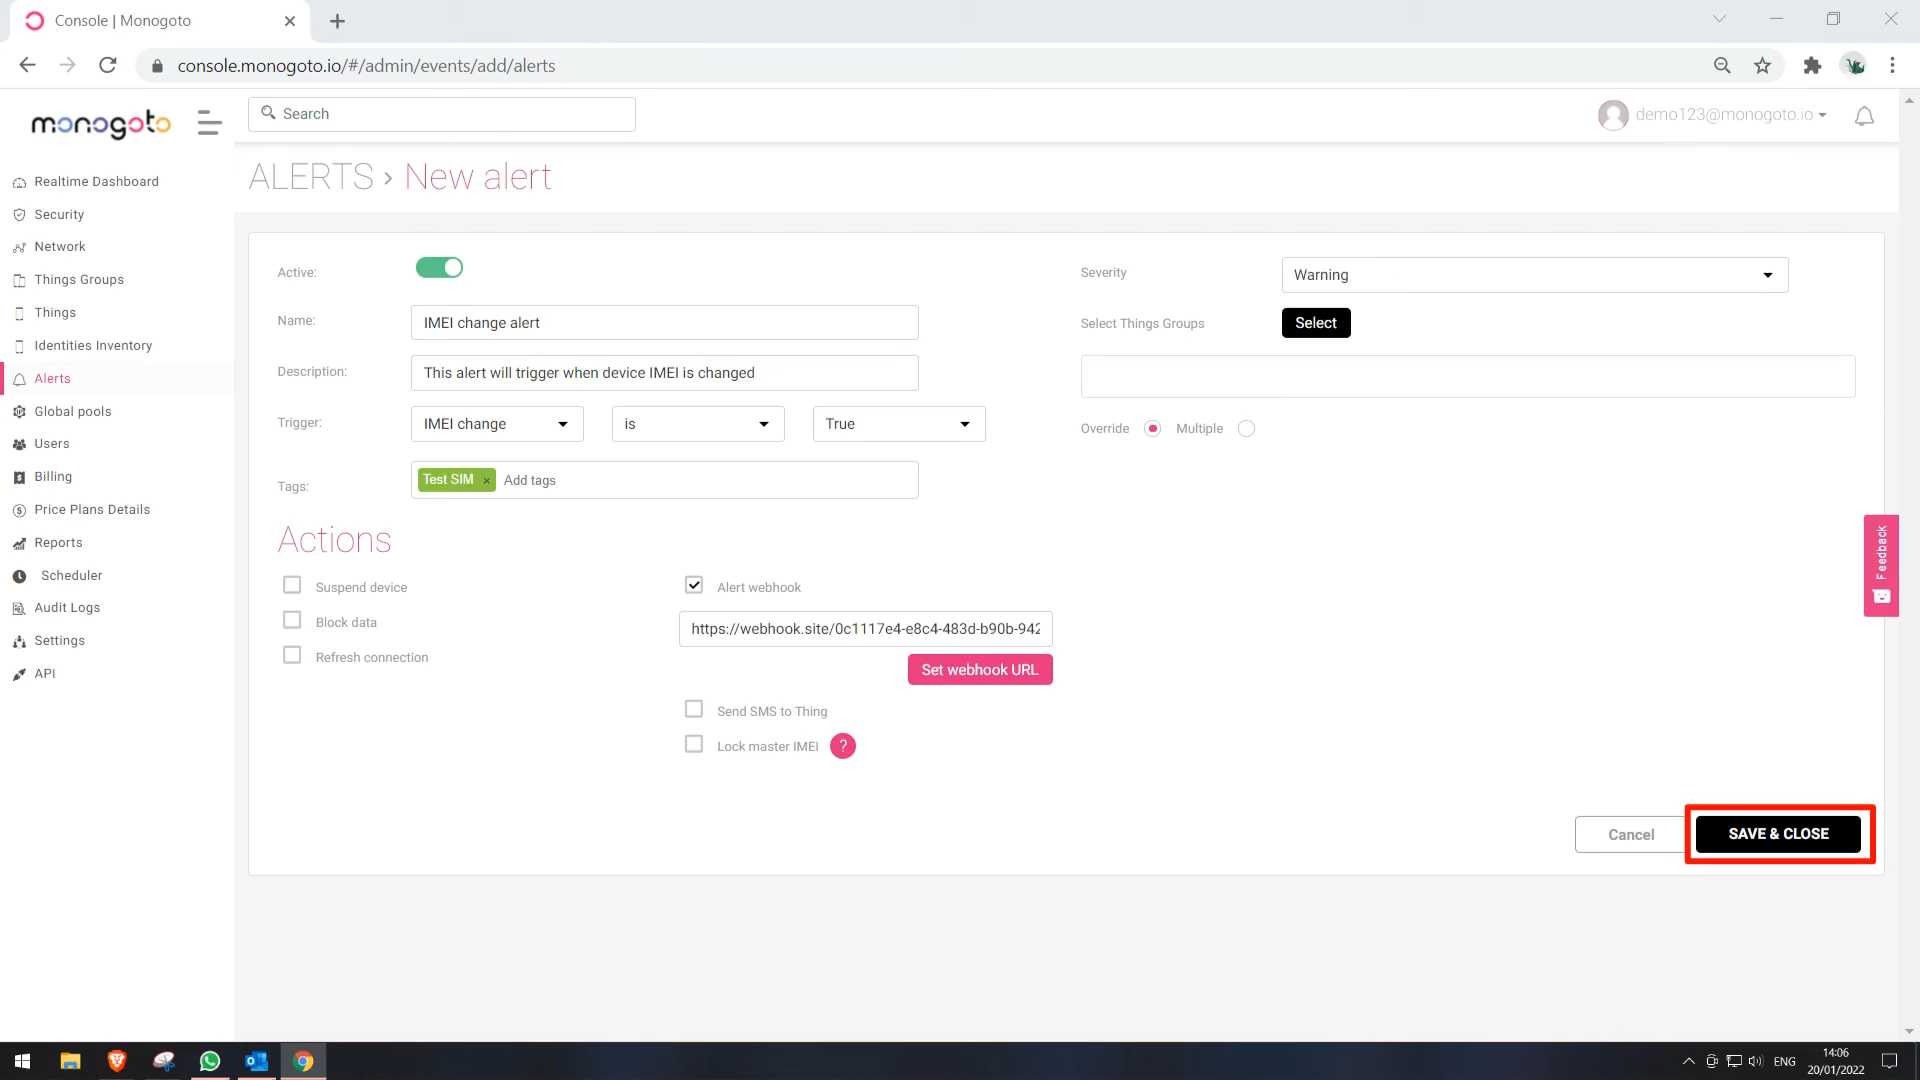 Console | Monogoto
console.monogoto.io/#/admin/events/add/alerts
monogoto
Search
demo123@monogoto.io
ALERTS › New alert
Realtime Dashboard
Security
Network
Things Groups
Things
Identities Inventory
Alerts
Global pools
Users
Billing
Price Plans Details
Reports
Scheduler
Audit Logs
Settings
API
Active:
Name:
IMEI change alert
Description:
This alert will trigger when device IMEI is changed
Trigger:
IMEI change
is
True
Tags:
Test SIM ×
Add tags
Severity
Warning
Select Things Groups
Select
Override
Multiple
Actions
Suspend device
Block data
Refresh connection
Alert webhook
https://webhook.site/0c1117e4-e8c4-483d-b90b-942
Set webhook URL
Send SMS to Thing
Lock master IMEI ?
Feedback
Cancel
SAVE & CLOSE
ENG
14:06
20/01/2022